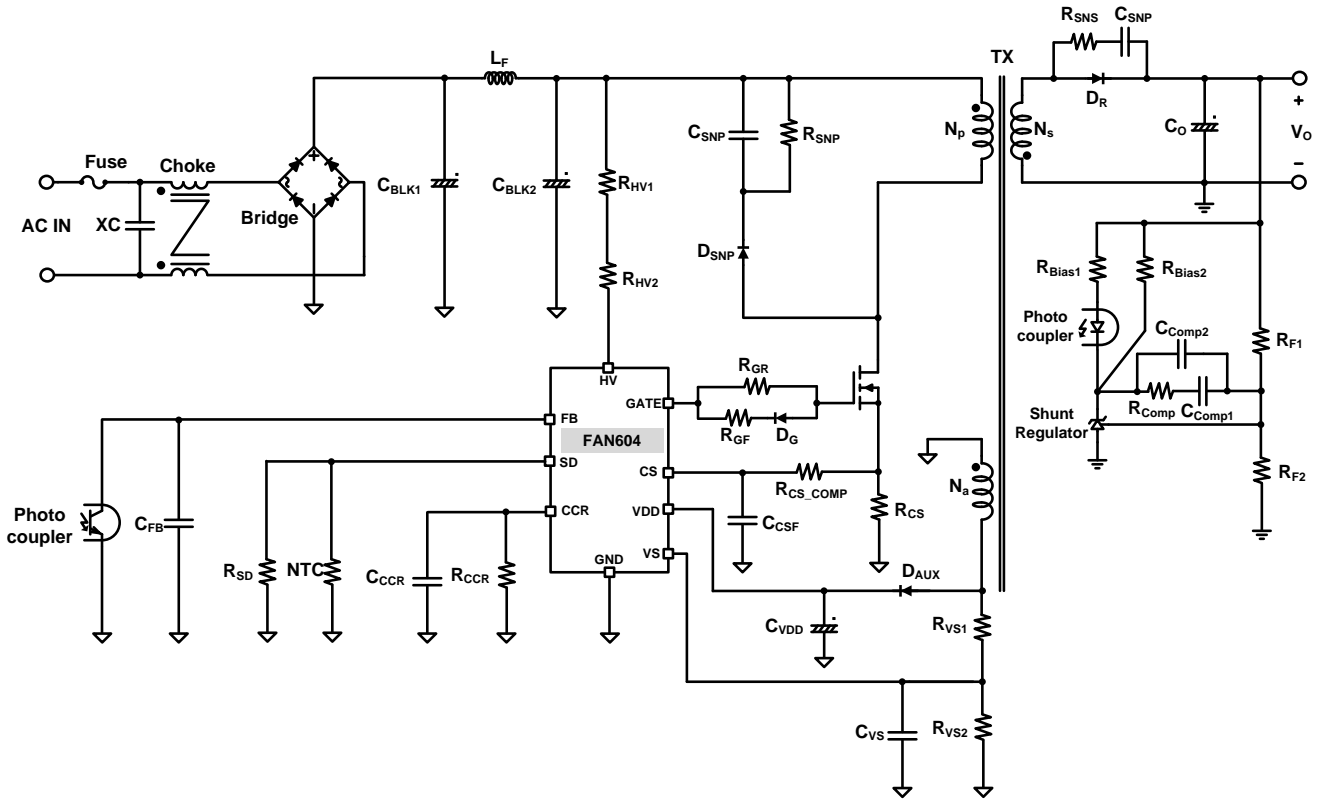 RSNS
CSNP
LF
TX
DR
+
CO
VO
−
Np
Ns
CSNP
RSNP
Fuse
Choke
+
CBLK1
CBLK2
RHV1
AC IN
XC
Bridge
DSNP
RHV2
RBias1
RBias2
Photo
coupler
CComp2
RF1
HV
RGR
GATE
RComp
CComp1
FB
RGF
DG
Shunt
Regulator
FAN604
SD
CS
RCS_COMP
Na
RF2
Photo
coupler
CFB
CCR
VDD
CCSF
RCS
GND
VS
RSD
NTC
CCCR
RCCR
DAUX
CVDD
RVS1
CVS
RVS2